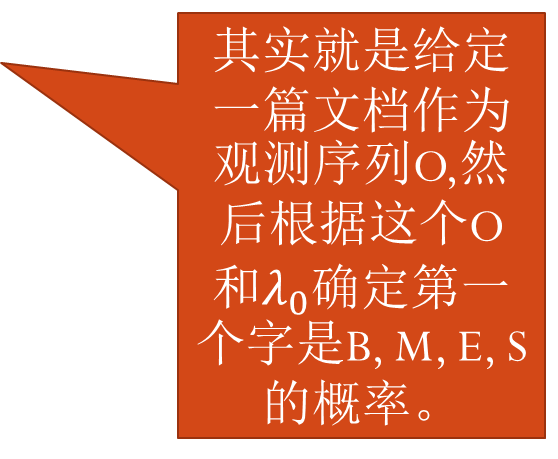 其实就是给定
一篇文档作为
观测序列O,然
后根据这个O
和λ₀确定第一
个字是B, M, E, S
的概率。